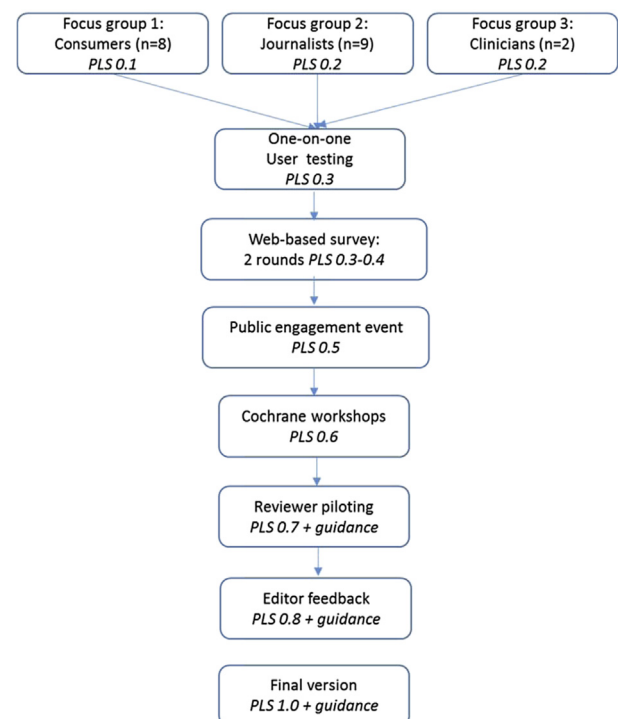 Focus group 1:
Consumers (n=8)
PLS 0.1
Focus group 2:
Journalists (n=9)
PLS 0.2
Focus group 3:
Clinicians (n=2)
PLS 0.2
One-on-one
User testing
PLS 0.3
Web-based survey:
2 rounds PLS 0.3-0.4
Public engagement event
PLS 0.5
Cochrane workshops
PLS 0.6
Reviewer piloting
PLS 0.7 + guidance
Editor feedback
PLS 0.8 + guidance
Final version
PLS 1.0 + guidance